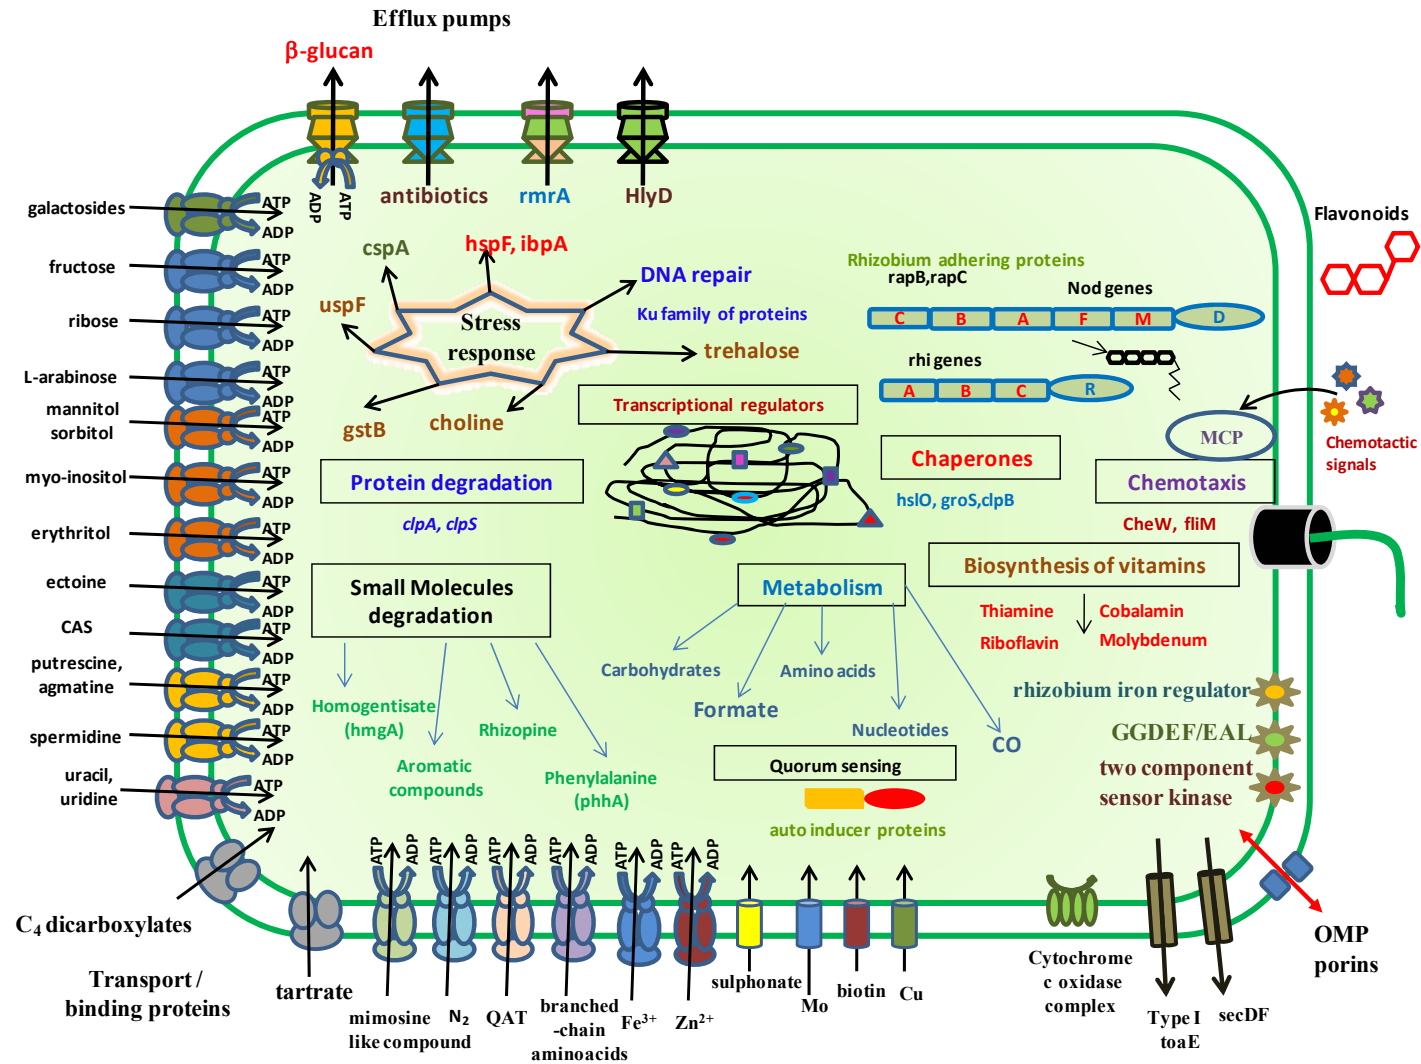 Efflux pumps
β-glucan
ADP
ATP
antibiotics
rmrA
HlyD
galactosides
ATP
ADP
fructose
ATP
ADP
ribose
ATP
ADP
L-arabinose
ATP
ADP
mannitol
sorbitol
ATP
ADP
myo-inositol
ATP
ADP
erythritol
ATP
ADP
ectoine
ATP
ADP
CAS
ATP
ADP
putrescine,
agmatine
ATP
ADP
spermidine
ATP
ADP
uracil,
uridine
ATP
ADP
C4 dicarboxylates
Transport /
binding proteins
cspA
hspF, ibpA
DNA repair
Ku family of proteins
uspF
Stress
response
trehalose
gstB
choline
Rhizobium adhering proteins
rapB,rapC
Nod genes
C B A F M D
rhi genes
A B C R
Flavonoids
Chemotactic
signals
MCP
Transcriptional regulators
Protein degradation
clpA, clpS
Chaperones
hslO, groS,clpB
Chemotaxis
CheW, fliM
Small Molecules
degradation
Homogentisate
(hmgA)
Aromatic
compounds
Rhizopine
Phenylalanine
(phhA)
Metabolism
Carbohydrates
Formate
Amino acids
Nucleotides
CO
Biosynthesis of vitamins
Thiamine
Cobalamin
Riboflavin
Molybdenum
rhizobium iron regulator
GGDEF/EAL
two component
sensor kinase
Quorum sensing
auto inducer proteins
ATP
ADP
ATP
ADP
ATP
ADP
ATP
ADP
ATP
ADP
ATP
ADP
tartrate
mimosine
like compound
N2
QAT
branched
-chain
aminoacids
Fe3+
Zn2+
sulphonate
Mo
biotin
Cu
Cytochrome
c oxidase
complex
Type I
toaE
secDF
OMP
porins